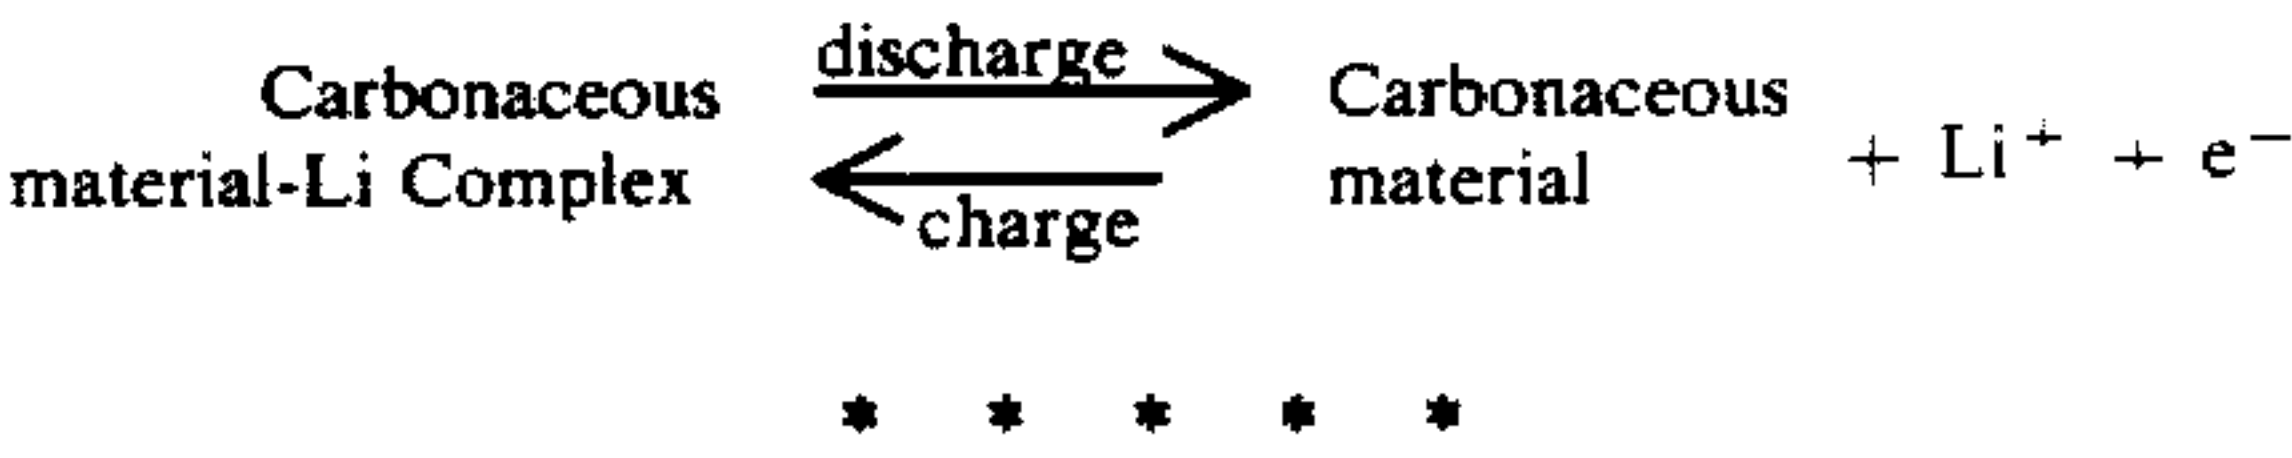 discharge
Carbonaceous Carbonaceous
material-Li Complex material + Li⁺ + e⁻
charge
* * * * *